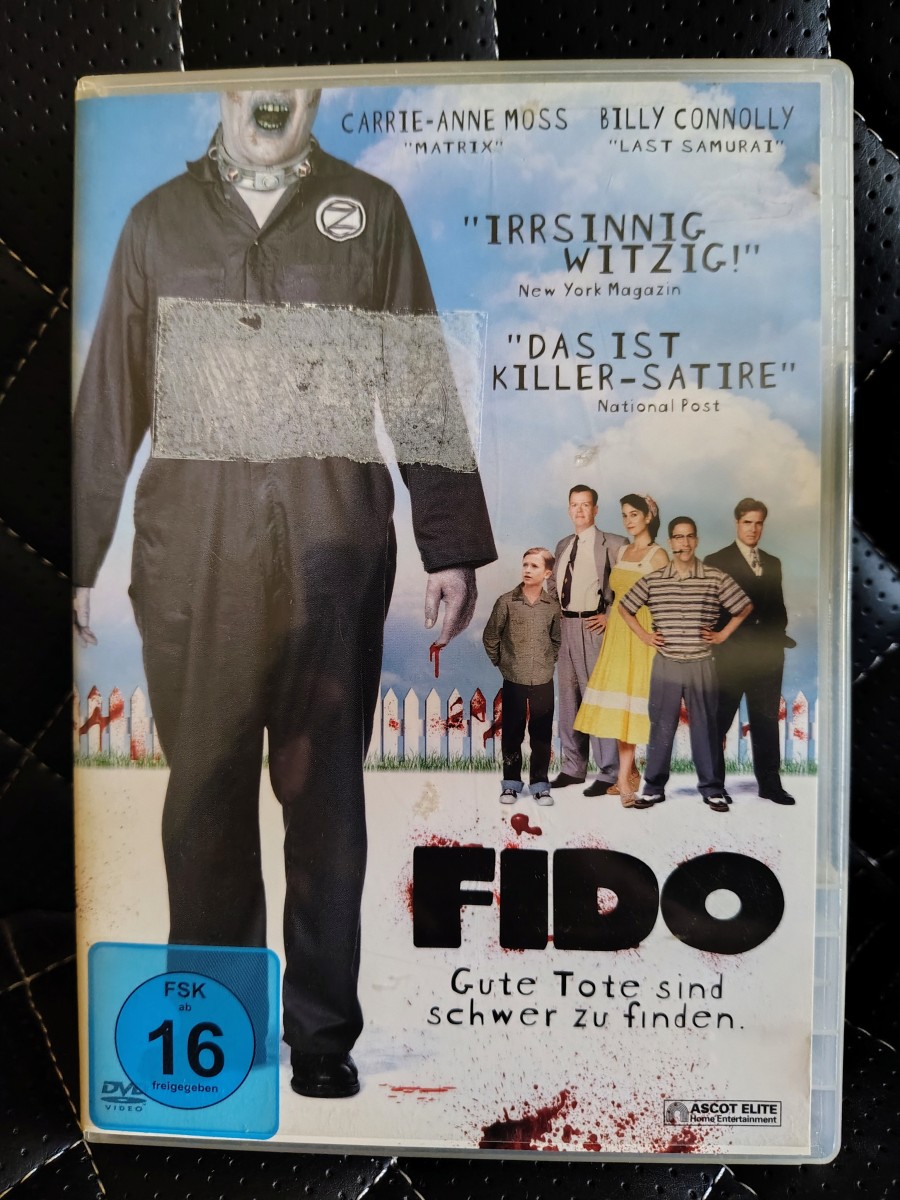 CARRIE-ANNE MOSS
"MATRIX"
BILLY CONNOLLY
"LAST SAMURAI"
"IRRSINNIG
WITZIG!"
New York Magazin
"DAS IST
KILLER-SATIRE"
National Post
Z
FIDO
Gute Tote sind
schwer zu finden.
FSK
ab
16
freigegeben
DVD
VIDEO
ASCOT ELITE
Home Entertainment